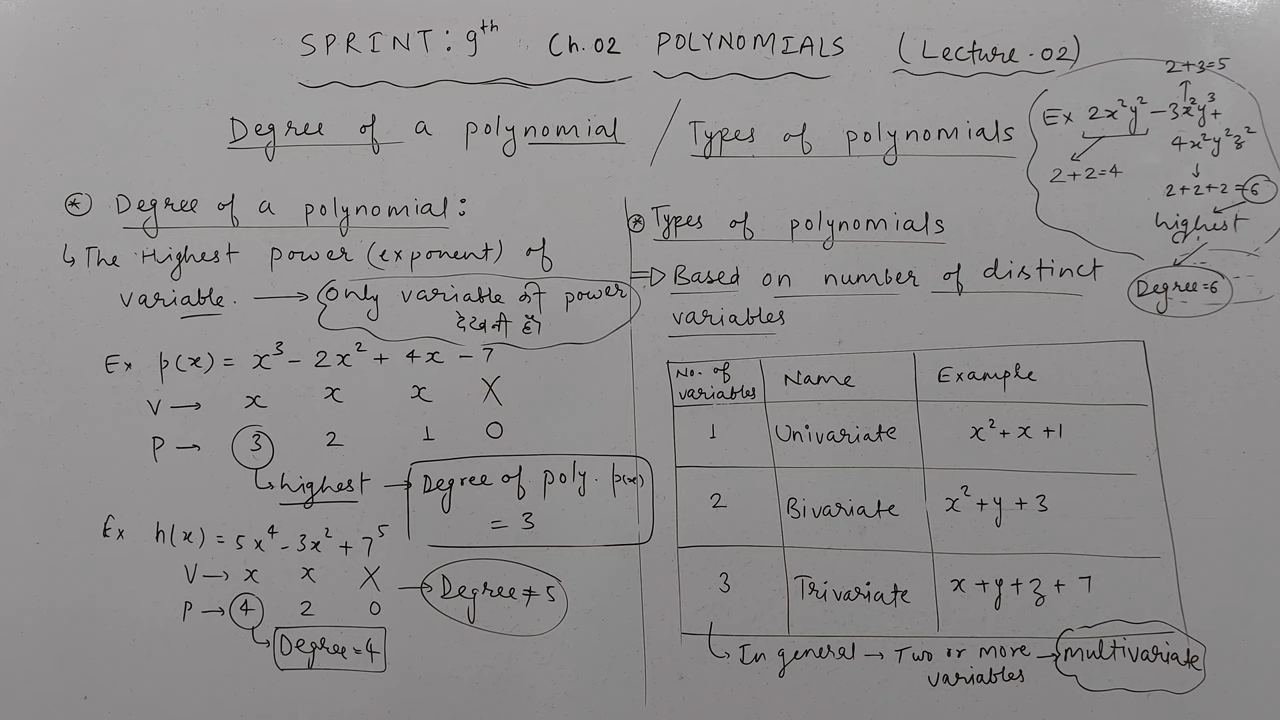 SPRINT: 9th Ch.02 POLYNOMIALS (Lecture-02)
Degree of a polynomial / Types of polynomials
Ex 2x²y² - 3x²y³ +
4x²y²z²
2+3=5
2+2=4
2+2+2=6
highest
Degree=6
* Degree of a polynomial:
↳ The Highest power (exponent) of
variable. → Only variable की power
देखनी है।
Ex p(x) = x³ - 2x² + 4x - 7
V → x x x X
P → 3 2 1 0
↳ highest → Degree of poly. p(x)
= 3
Ex h(x) = 5x⁴ - 3x² + 7⁵
V → x x X → Degree ≠ 5
P → 4 2 0
↳ Degree = 4
* Types of polynomials
⇒ Based on number of distinct
variables
No. of variables Name Example
1 Univariate x² + x + 1
2 Bivariate x² + y + 3
3 Trivariate x + y + z + 7
↳ In general → Two or more → multivariate
variables